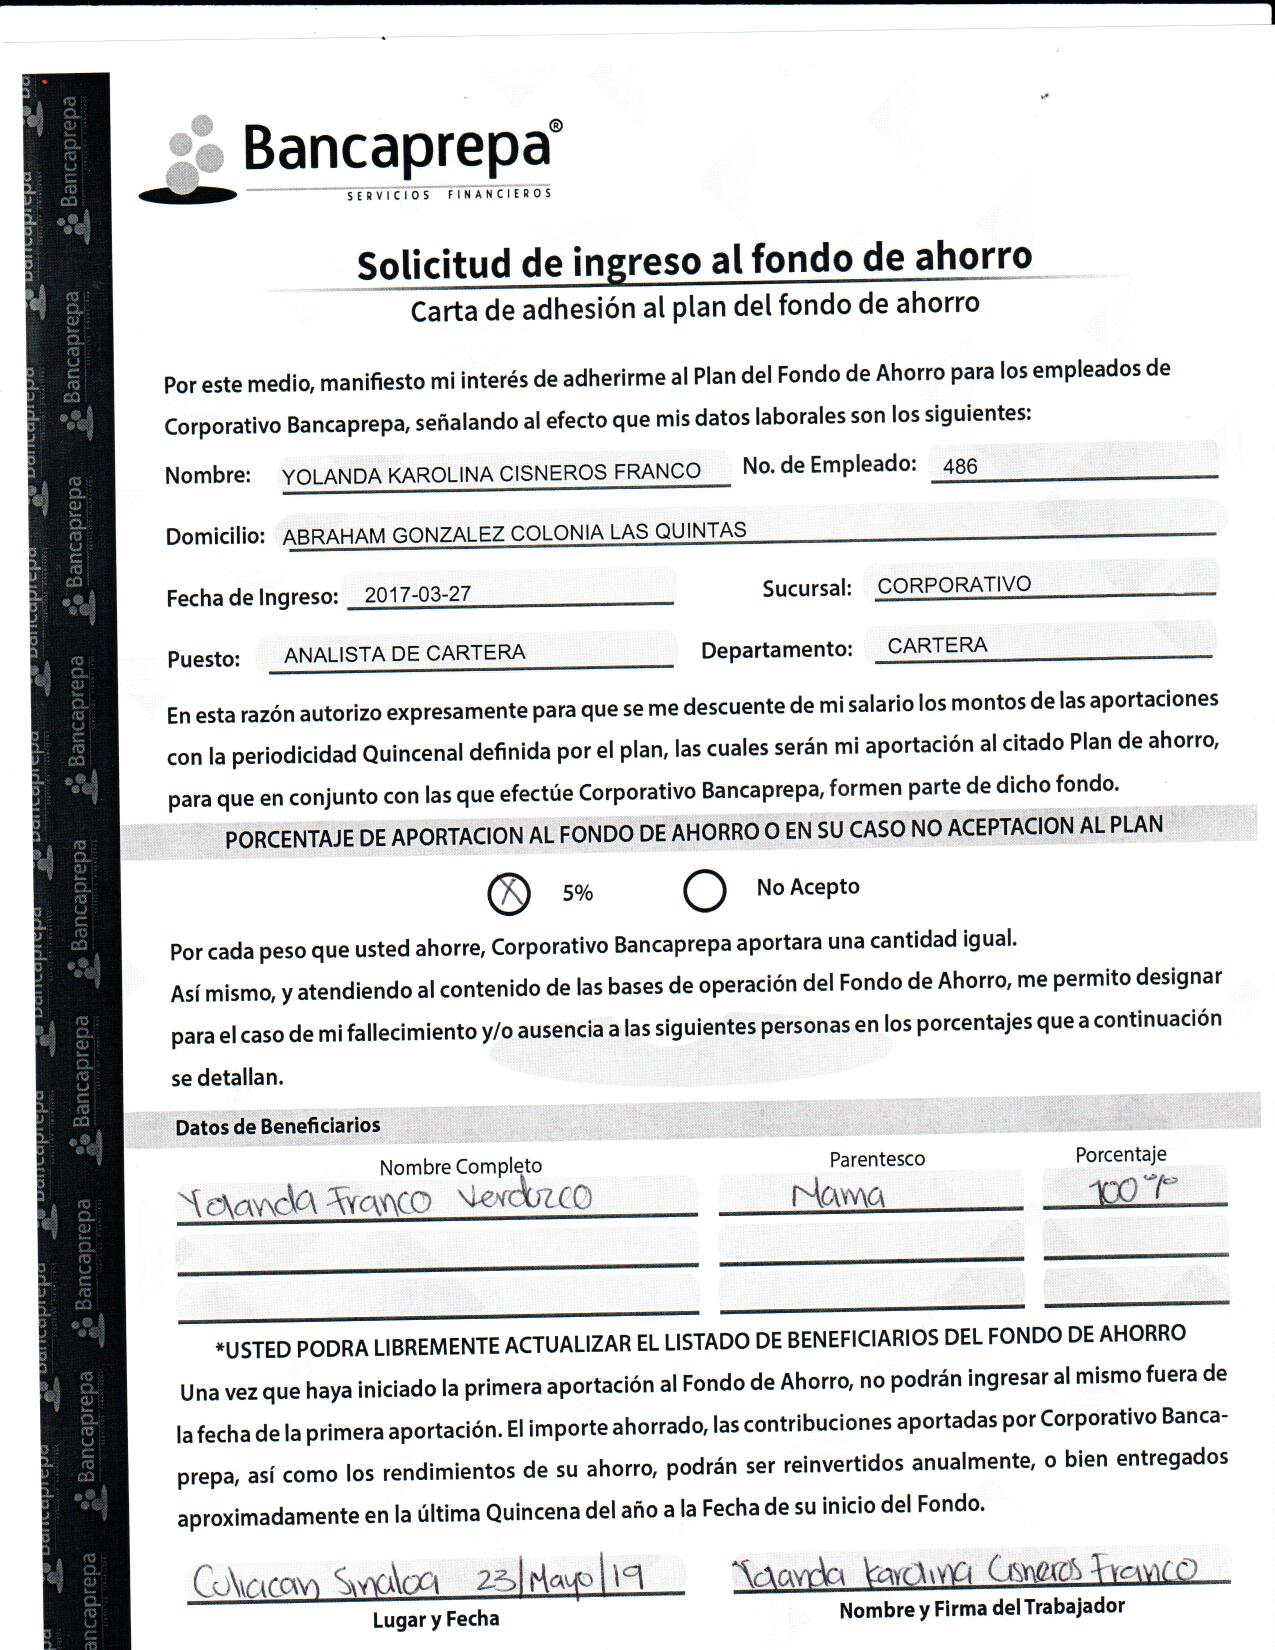 Bancaprepa®
SERVICIOS FINANCIEROS
Solicitud de ingreso al fondo de ahorro
Carta de adhesión al plan del fondo de ahorro
Por este medio, manifiesto mi interés de adherirme al Plan del Fondo de Ahorro para los empleados de
Corporativo Bancaprepa, señalando al efecto que mis datos laborales son los siguientes:
Nombre: YOLANDA KAROLINA CISNEROS FRANCO No. de Empleado: 486
Domicilio: ABRAHAM GONZALEZ COLONIA LAS QUINTAS
Fecha de Ingreso: 2017-03-27 Sucursal: CORPORATIVO
Puesto: ANALISTA DE CARTERA Departamento: CARTERA
En esta razón autorizo expresamente para que se me descuente de mi salario los montos de las aportaciones
con la periodicidad Quincenal definida por el plan, las cuales serán mi aportación al citado Plan de ahorro,
para que en conjunto con las que efectúe Corporativo Bancaprepa, formen parte de dicho fondo.
PORCENTAJE DE APORTACION AL FONDO DE AHORRO O EN SU CASO NO ACEPTACION AL PLAN
X 5% No Acepto
Por cada peso que usted ahorre, Corporativo Bancaprepa aportara una cantidad igual.
Así mismo, y atendiendo al contenido de las bases de operación del Fondo de Ahorro, me permito designar
para el caso de mi fallecimiento y/o ausencia a las siguientes personas en los porcentajes que a continuación
se detallan.
Datos de Beneficiarios
Nombre Completo Parentesco Porcentaje
Yolanda Franco Verduzco Mama 100%
*USTED PODRA LIBREMENTE ACTUALIZAR EL LISTADO DE BENEFICIARIOS DEL FONDO DE AHORRO
Una vez que haya iniciado la primera aportación al Fondo de Ahorro, no podrán ingresar al mismo fuera de
la fecha de la primera aportación. El importe ahorrado, las contribuciones aportadas por Corporativo Banca-
prepa, así como los rendimientos de su ahorro, podrán ser reinvertidos anualmente, o bien entregados
aproximadamente en la última Quincena del año a la Fecha de su inicio del Fondo.
Culiacan Sinaloa 23/Mayo/19 Yolanda Karolina Cisneros Franco
Lugar y Fecha Nombre y Firma del Trabajador